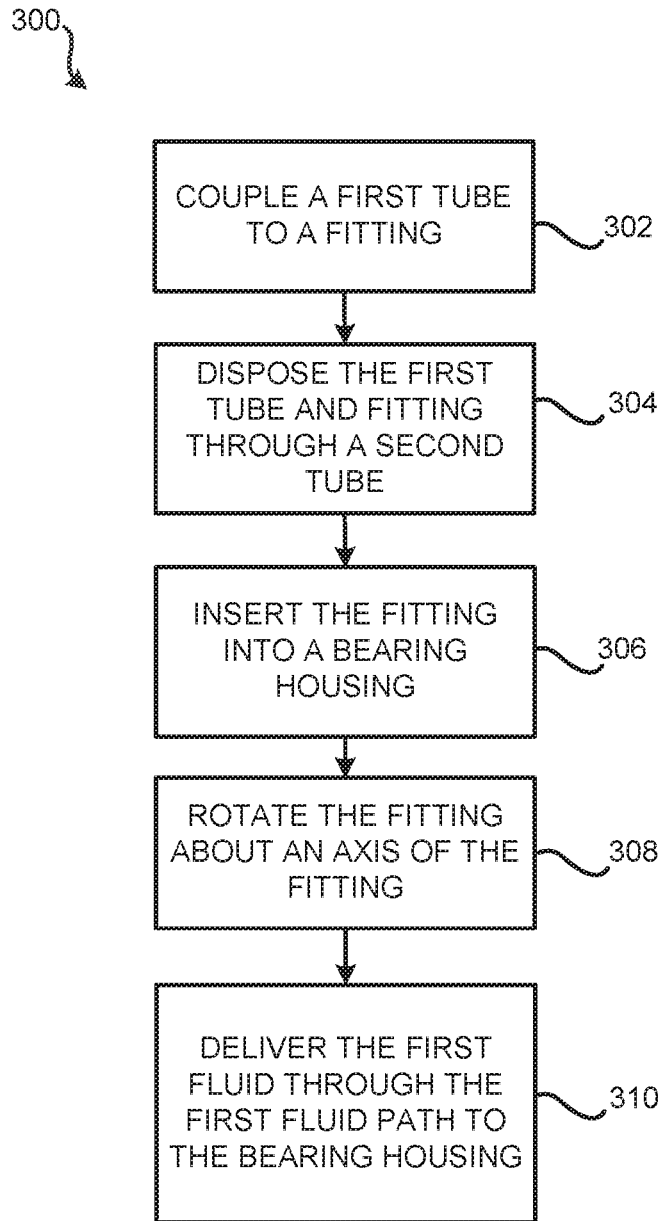 300
COUPLE A FIRST TUBE
TO A FITTING
302
DISPOSE THE FIRST
TUBE AND FITTING
THROUGH A SECOND
TUBE
304
INSERT THE FITTING
INTO A BEARING
HOUSING
306
ROTATE THE FITTING
ABOUT AN AXIS OF THE
FITTING
308
DELIVER THE FIRST
FLUID THROUGH THE
FIRST FLUID PATH TO
THE BEARING HOUSING
310